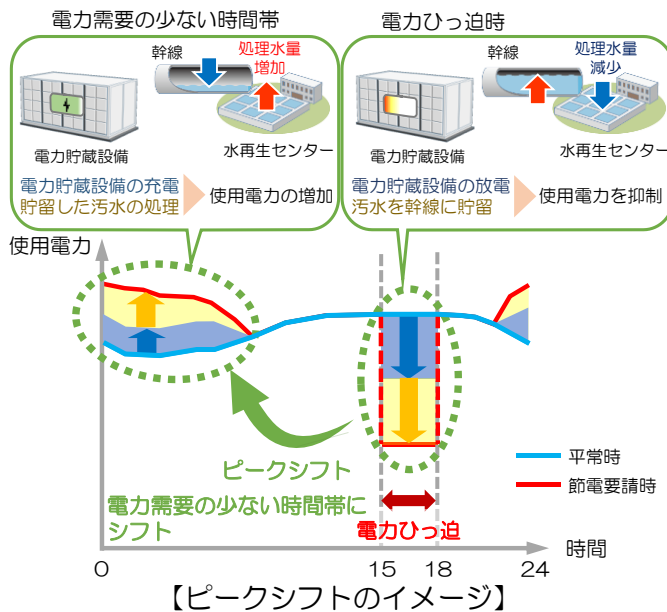 電力需要の少ない時間帯
幹線
処理水量
増加
電力貯蔵設備
水再生センター
電力貯蔵設備の充電
貯留した汚水の処理
使用電力の増加
電力ひっ迫時
幹線
処理水量
減少
電力貯蔵設備
水再生センター
電力貯蔵設備の放電
汚水を幹線に貯留
使用電力を抑制
使用電力
ピークシフト
電力需要の少ない時間帯に
シフト
電力ひっ迫
平常時
節電要請時
時間
0
15
18
24
【ピークシフトのイメージ】